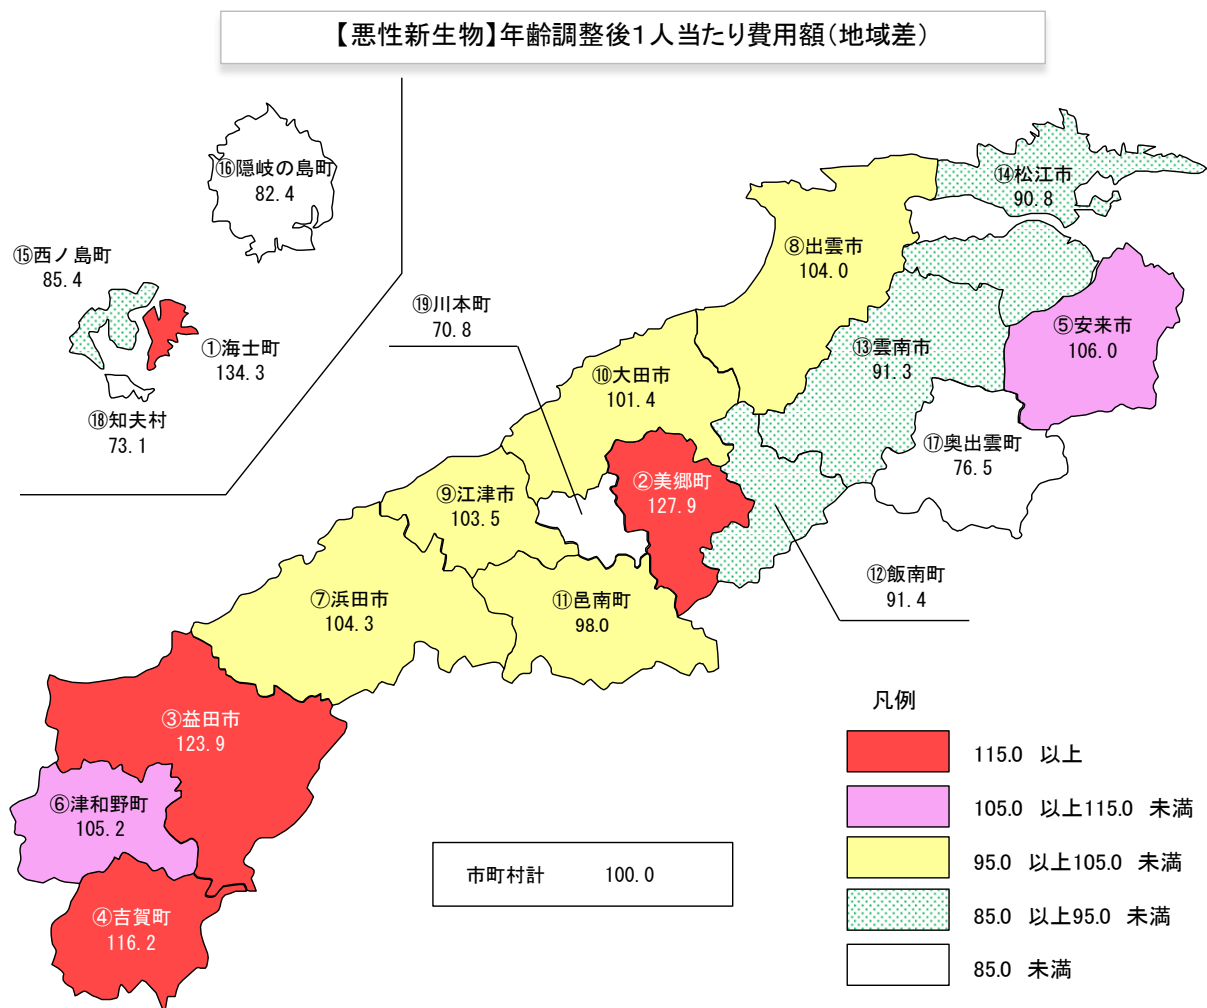 【悪性新生物】年齢調整後1人当たり費用額(地域差)
⑯隠岐の島町
82.4
⑮西ノ島町
85.4
①海士町
134.3
⑱知夫村
73.1
⑭松江市
90.8
⑧出雲市
104.0
⑲川本町
70.8
⑤安来市
106.0
⑬雲南市
91.3
⑩大田市
101.4
⑰奥出雲町
76.5
②美郷町
127.9
⑨江津市
103.5
⑫飯南町
91.4
⑦浜田市
104.3
⑪邑南町
98.0
③益田市
123.9
⑥津和野町
105.2
④吉賀町
116.2
市町村計 100.0
凡例
115.0 以上
105.0 以上115.0 未満
95.0 以上105.0 未満
85.0 以上95.0 未満
85.0 未満